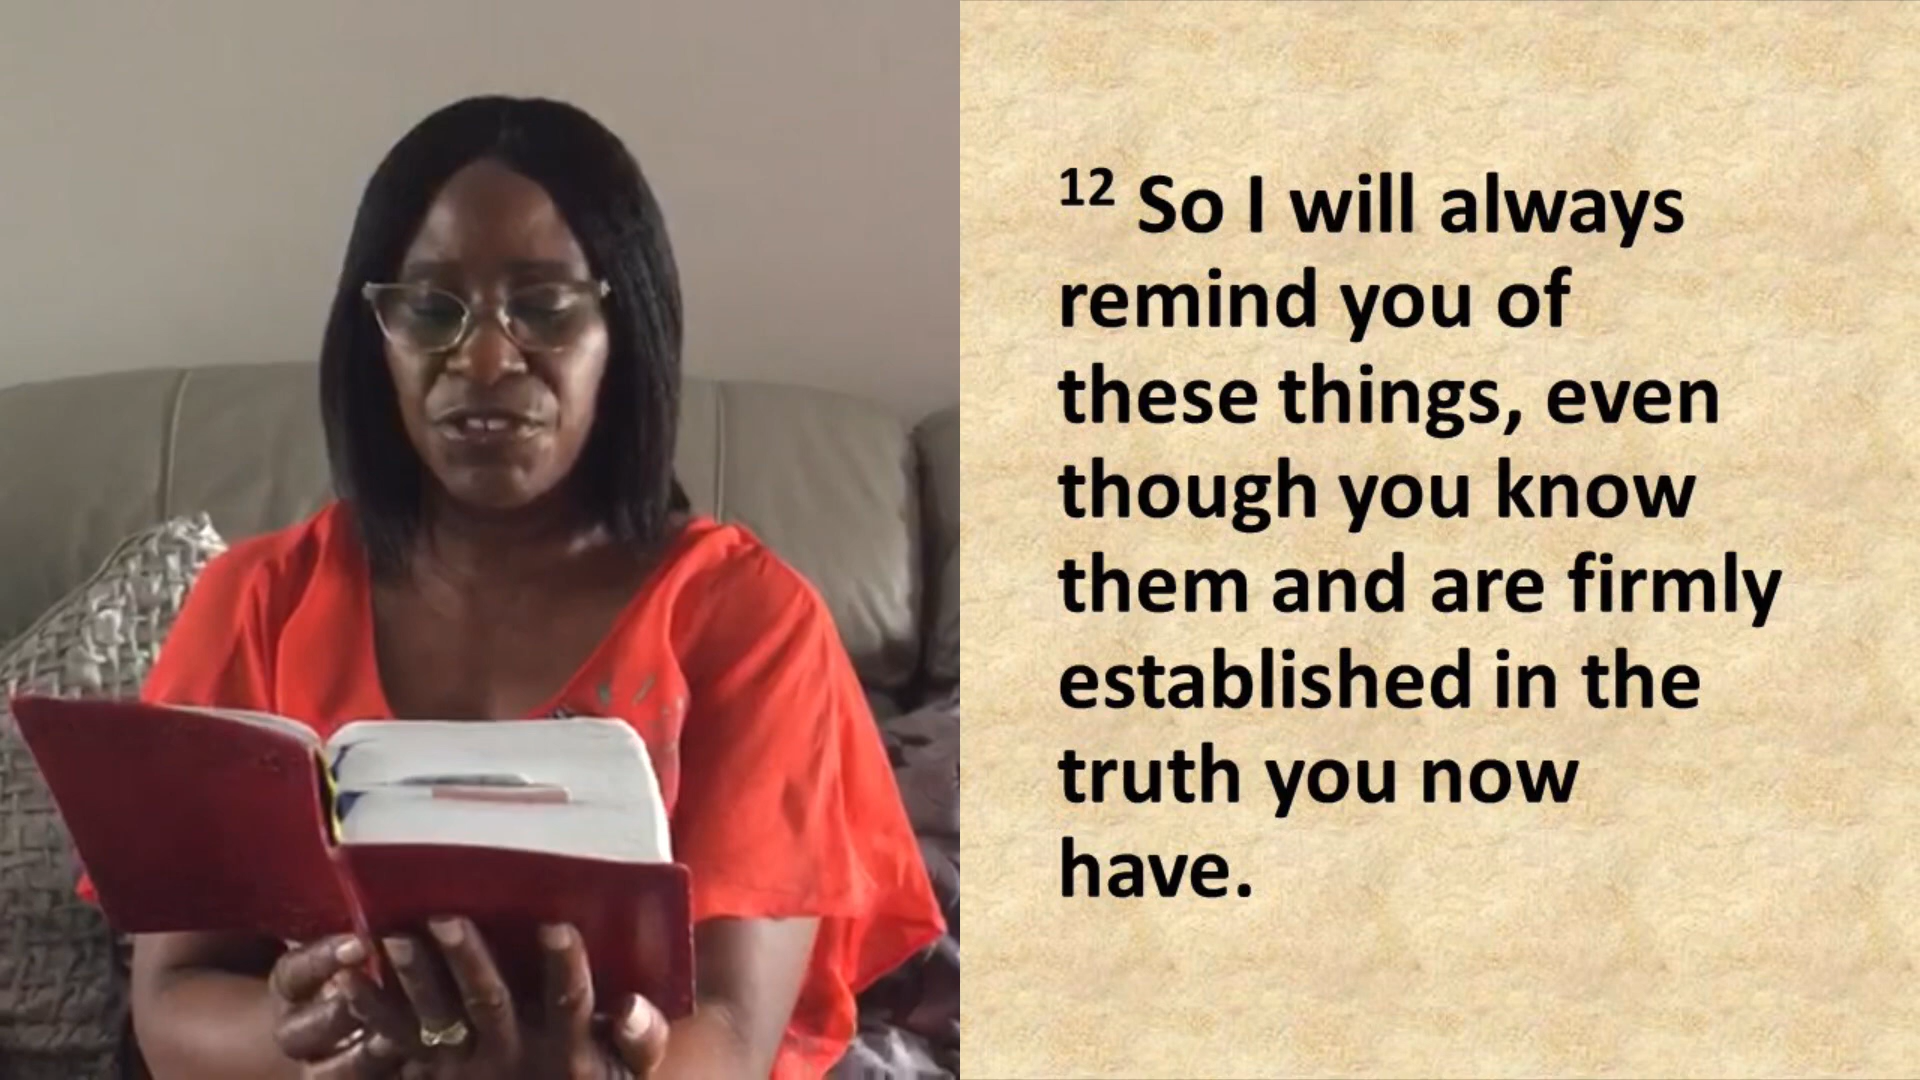 12 So I will always
remind you of
these things, even
though you know
them and are firmly
established in the
truth you now
have.